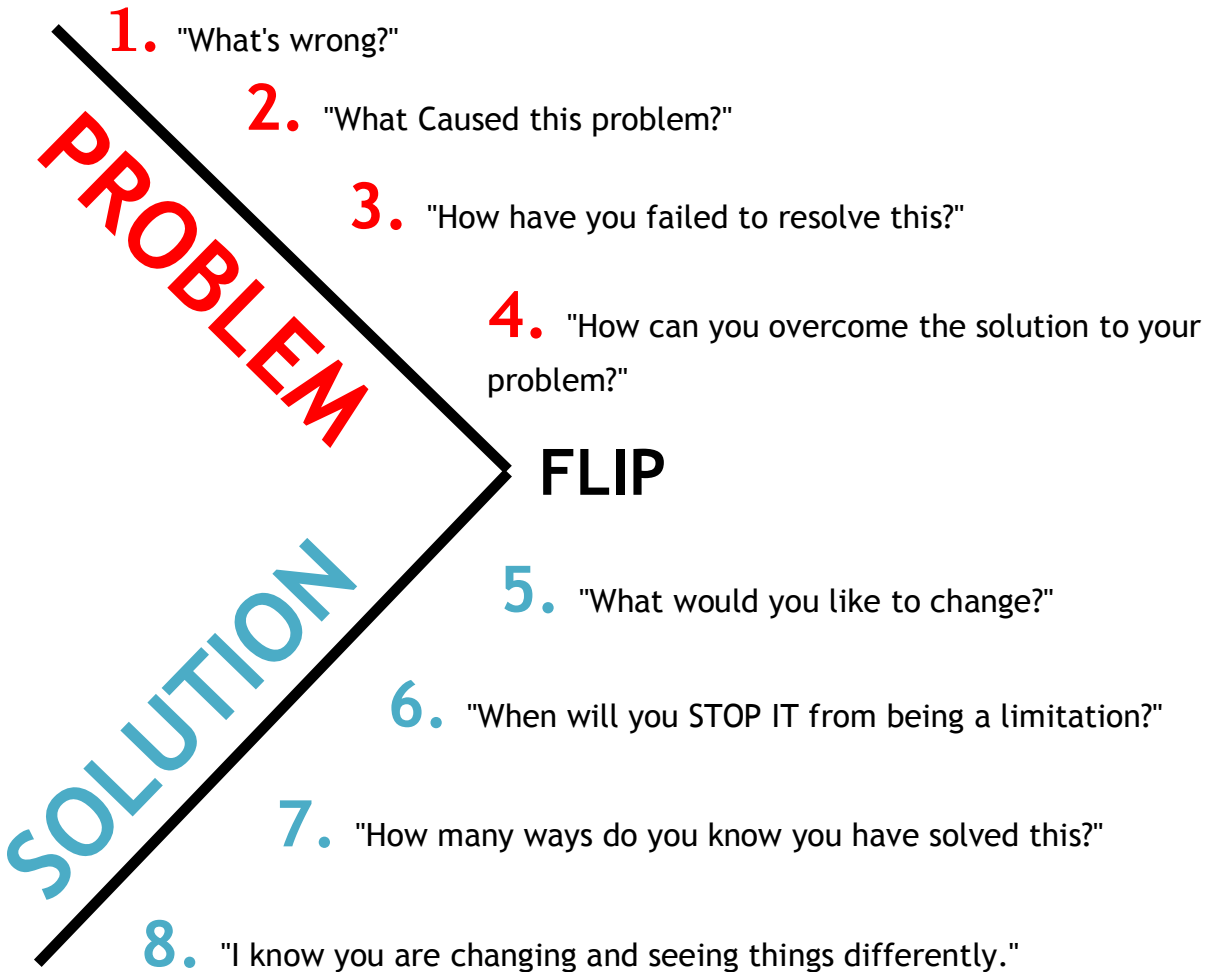 1. "What's wrong?"
2. "What Caused this problem?"
PROBLEM
3. "How have you failed to resolve this?"
4. "How can you overcome the solution to your
problem?"
FLIP
5. "What would you like to change?"
SOLUTION
6. "When will you STOP IT from being a limitation?"
7. "How many ways do you know you have solved this?"
8. "I know you are changing and seeing things differently."